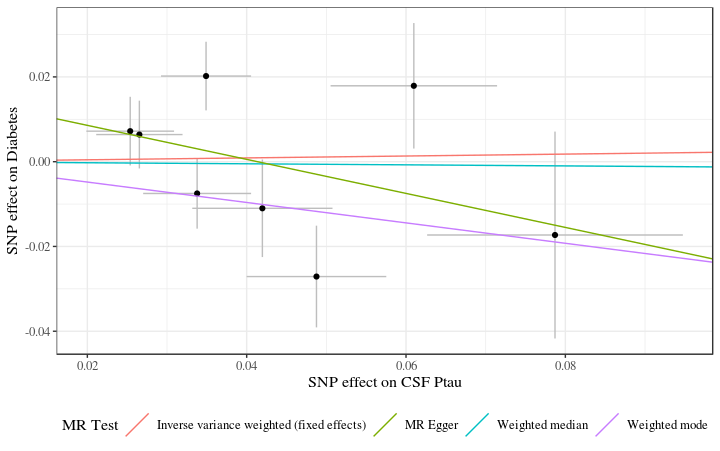 SNP effect on Diabetes
0.02
0.00
-0.02
-0.04
0.02 0.04 0.06 0.08
SNP effect on CSF Ptau
MR Test Inverse variance weighted (fixed effects) MR Egger Weighted median Weighted mode